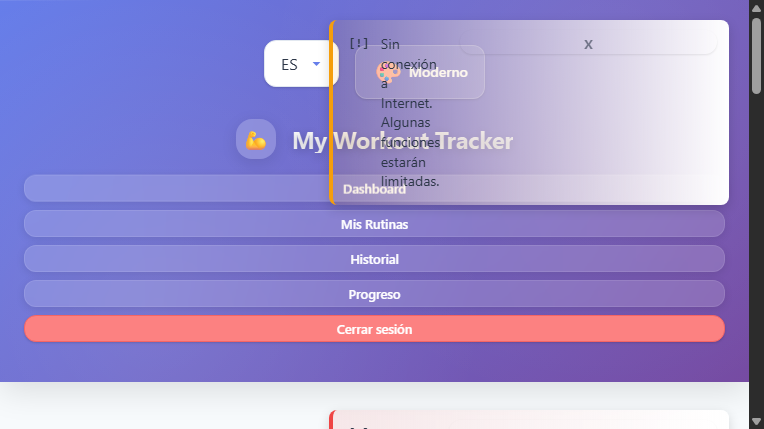 ES
Moderno
[!]
Sin
conexión
a
Internet.
Algunas
funciones
estarán
limitadas.
X
My Workout Tracker
Dashboard
Mis Rutinas
Historial
Progreso
Cerrar sesión